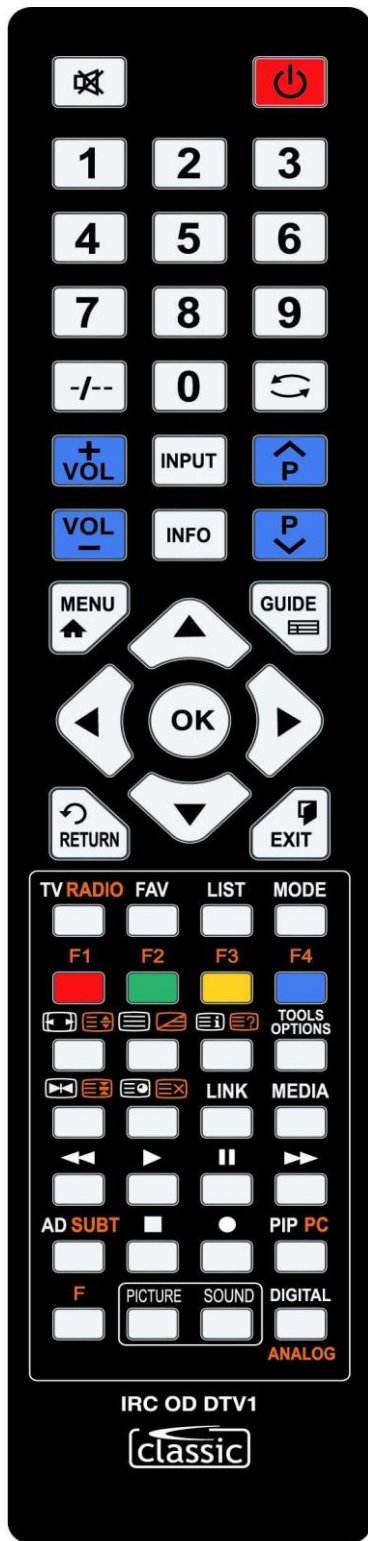 1 2 3
4 5 6
7 8 9
-/-- 0
+ VOL INPUT P
VOL - INFO P
MENU GUIDE
OK
RETURN EXIT
TV RADIO FAV LIST MODE
F1 F2 F3 F4
i ? TOOLS
OPTIONS
LINK MEDIA
AD SUBT PIP PC
F PICTURE SOUND DIGITAL
ANALOG
IRC OD DTV1
classic